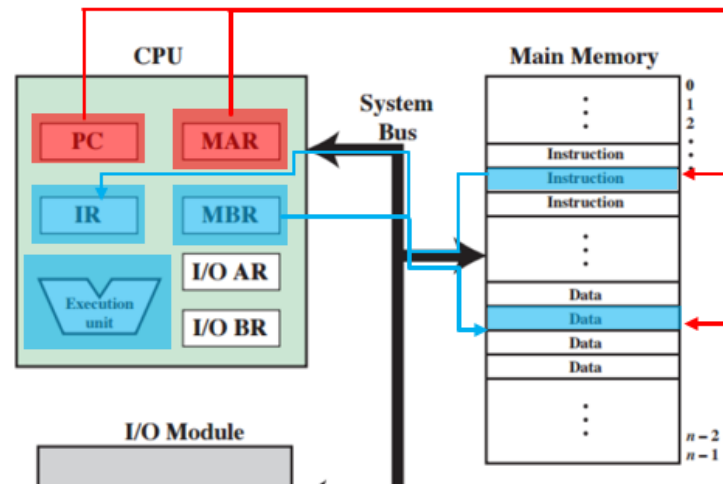 CPU
Main Memory
System
Bus
PC
MAR
IR
MBR
Execution
unit
I/O AR
I/O BR
0
1
2
Instruction
Instruction
Instruction
Data
Data
Data
Data
n – 2
n – 1
I/O Module